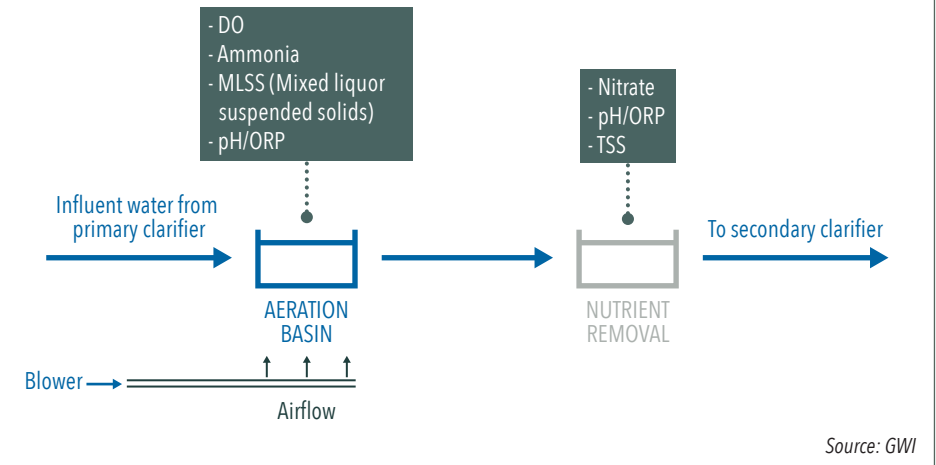 - DO
- Ammonia
- MLSS (Mixed liquor
suspended solids)
- pH/ORP
- Nitrate
- pH/ORP
- TSS
Influent water from
primary clarifier
To secondary clarifier
AERATION
BASIN
NUTRIENT
REMOVAL
Blower
Airflow
Source: GWI